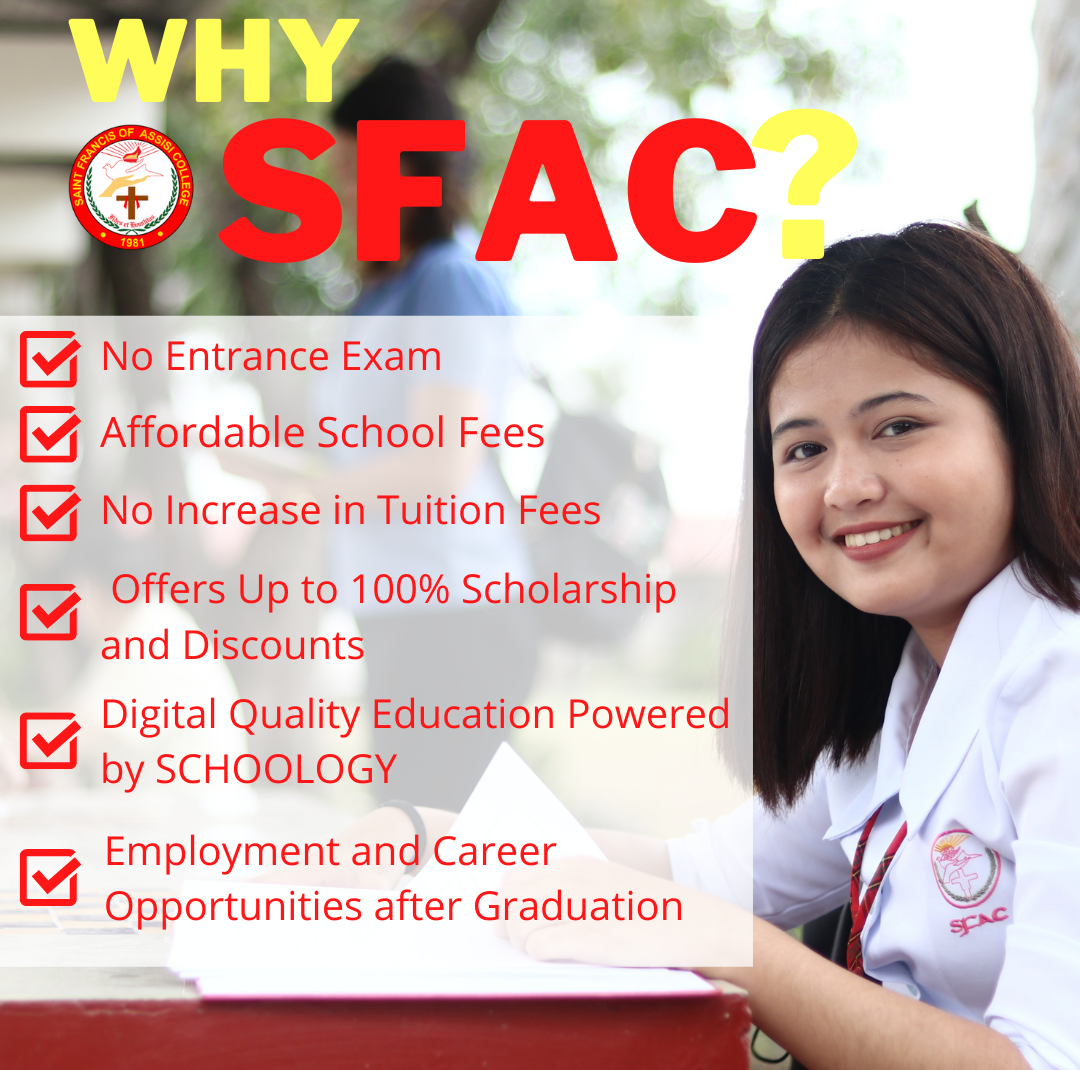 WHY
SFAC?
SAINT FRANCIS OF ASSISI COLLEGE
1981
No Entrance Exam
Affordable School Fees
No Increase in Tuition Fees
Offers Up to 100% Scholarship
and Discounts
Digital Quality Education Powered
by SCHOOLOGY
Employment and Career
Opportunities after Graduation
SFAC